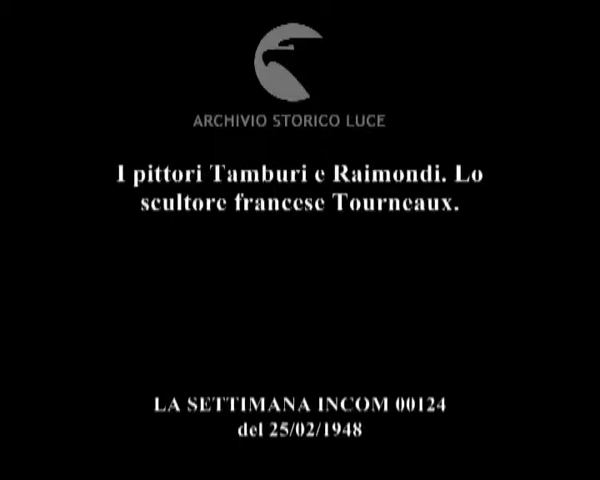 ARCHIVIO STORICO LUCE
I pittori Tamburi e Raimondi. Lo
scultore francese Tourneaux.
LA SETTIMANA INCOM 00124
del 25/02/1948